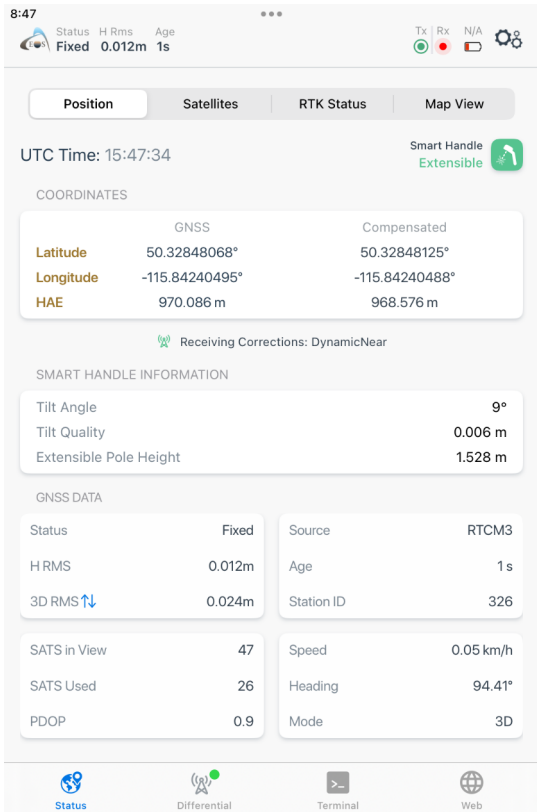 8:47
Status H Rms Age
Tx Rx N/A
EOS
Fixed 0.012m 1s
Position Satellites RTK Status Map View
UTC Time: 15:47:34
Smart Handle
Extensible
COORDINATES
GNSS Compensated
Latitude 50.32848068° 50.32848125°
Longitude -115.84240495° -115.84240488°
HAE 970.086 m 968.576 m
Receiving Corrections: DynamicNear
SMART HANDLE INFORMATION
Tilt Angle 9°
Tilt Quality 0.006 m
Extensible Pole Height 1.528 m
GNSS DATA
Status Fixed
H RMS 0.012m
3D RMS 0.024m
Source RTCM3
Age 1 s
Station ID 326
SATS in View 47
SATS Used 26
PDOP 0.9
Speed 0.05 km/h
Heading 94.41°
Mode 3D
Status Differential Terminal Web